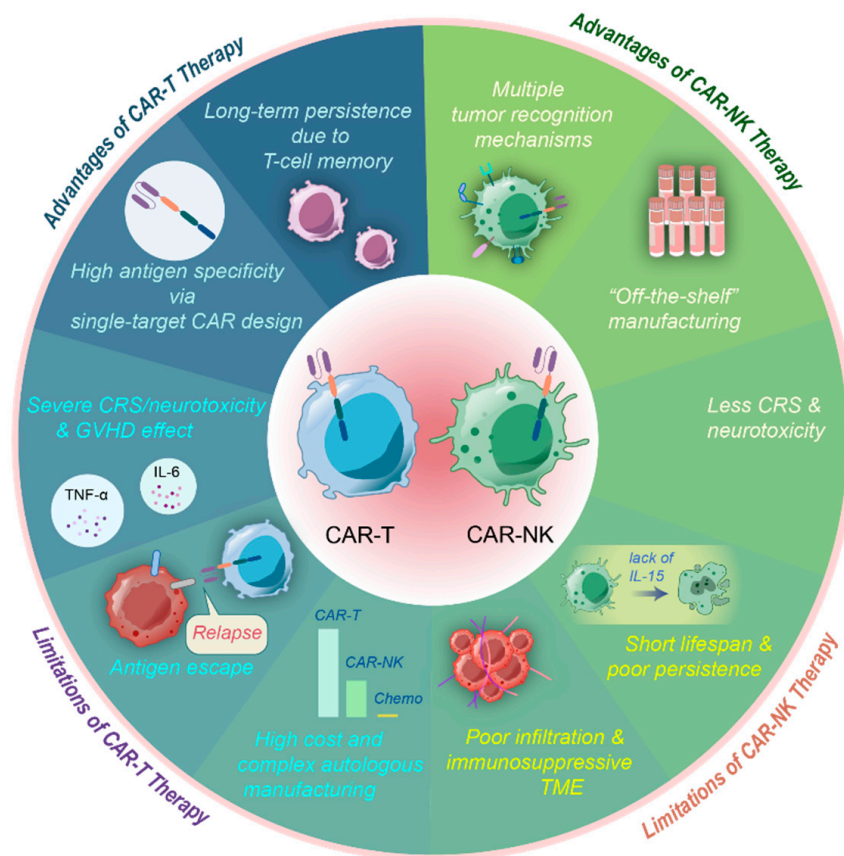 Advantages of CAR-T Therapy
Long-term persistence
due to
T-cell memory
High antigen specificity
via
single-target CAR design
Advantages of CAR-NK Therapy
Multiple
tumor recognition
mechanisms
“Off-the-shelf”
manufacturing
Less CRS &
neurotoxicity
CAR-T
CAR-NK
Limitations of CAR-T Therapy
Severe CRS/neurotoxicity
& GVHD effect
TNF-α
IL-6
Relapse
Antigen escape
CAR-T
CAR-NK
Chemo
High cost and
complex autologous
manufacturing
Limitations of CAR-NK Therapy
lack of
IL-15
Short lifespan &
poor persistence
Poor infiltration &
immunosuppressive
TME